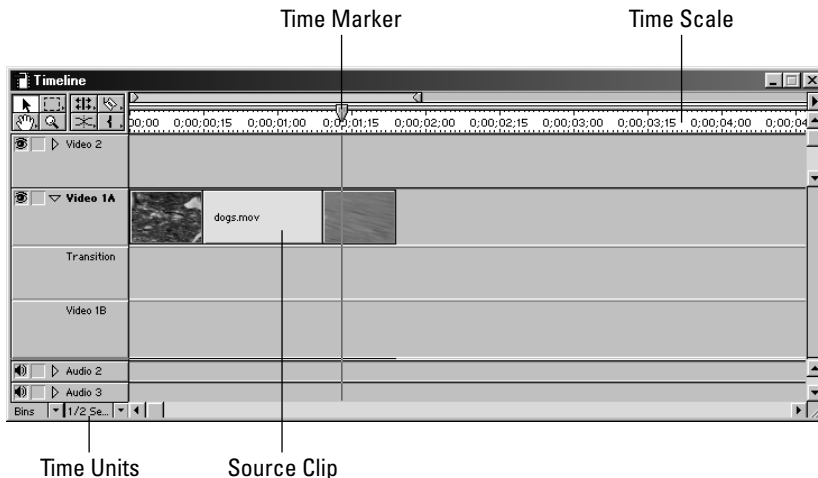 Time Marker
Time Scale
Timeline
00;00 0;00;00;15 0;00;01;00 0;00;01;15 0;00;02;00 0;00;02;15 0;00;03;00 0;00;03;15 0;00;04;00 0;00;04
Video 2
Video 1A
dogs.mov
Transition
Video 1B
Audio 2
Audio 3
Bins 1/2 Se...
Time Units
Source Clip